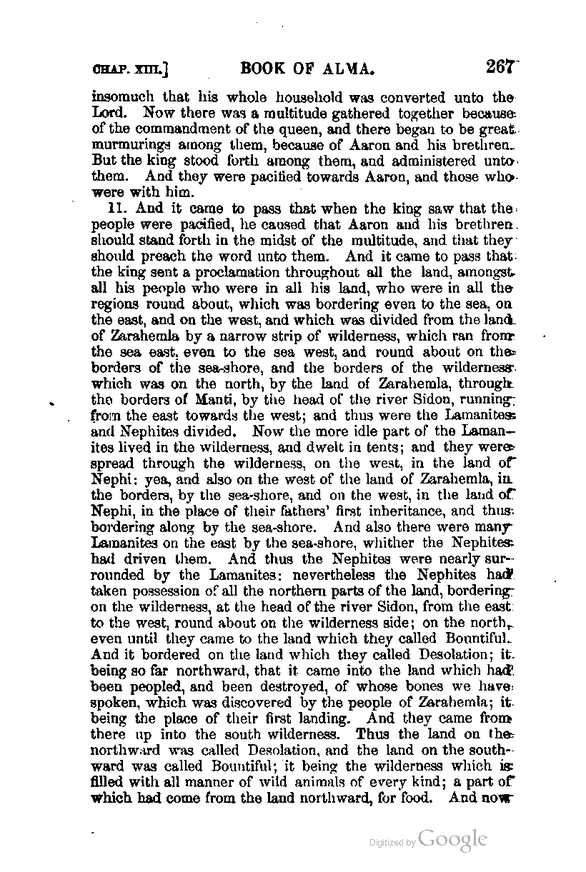 CHAP. XIII.] BOOK OF ALMA. 267
insomuch that his whole household was converted unto the
Lord. Now there was a multitude gathered together because
of the commandment of the queen, and there began to be great
murmurings among them, because of Aaron and his brethren.
But the king stood forth among them, and administered unto
them. And they were pacified towards Aaron, and those who
were with him.
11. And it came to pass that when the king saw that the
people were pacified, he caused that Aaron and his brethren
should stand forth in the midst of the multitude, and that they
should preach the word unto them. And it came to pass that
the king sent a proclamation throughout all the land, amongst
all his people who were in all his land, who were in all the
regions round about, which was bordering even to the sea, on
the east, and on the west, and which was divided from the land
of Zarahemla by a narrow strip of wilderness, which ran from
the sea east, even to the sea west, and round about on the
borders of the sea-shore, and the borders of the wilderness
which was on the north, by the land of Zarahemla, through
the borders of Manti, by the head of the river Sidon, running
from the east towards the west; and thus were the Lamanites
and Nephites divided. Now the more idle part of the Laman-
ites lived in the wilderness, and dwelt in tents; and they were
spread through the wilderness, on the west, in the land of
Nephi: yea, and also on the west of the land of Zarahemla, in
the borders, by the sea-shore, and on the west, in the land of
Nephi, in the place of their fathers' first inheritance, and thus
bordering along by the sea-shore. And also there were many
Lamanites on the east by the sea-shore, whither the Nephites
had driven them. And thus the Nephites were nearly sur-
rounded by the Lamanites: nevertheless the Nephites had
taken possession of all the northern parts of the land, bordering
on the wilderness, at the head of the river Sidon, from the east
to the west, round about on the wilderness side; on the north,
even until they came to the land which they called Bountiful.
And it bordered on the land which they called Desolation; it
being so far northward, that it came into the land which had
been peopled, and been destroyed, of whose bones we have
spoken, which was discovered by the people of Zarahemla; it
being the place of their first landing. And they came from
there up into the south wilderness. Thus the land on the
northward was called Desolation, and the land on the south-
ward was called Bountiful; it being the wilderness which is
filled with all manner of wild animals of every kind; a part of
which had come from the land northward, for food. And now
Digitized by Google